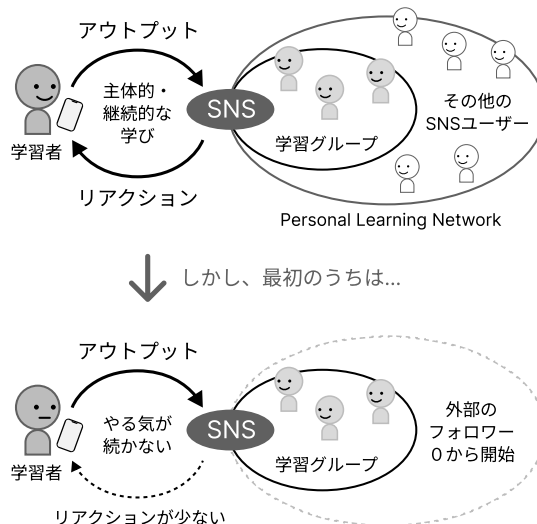 アウトプット
主体的・
継続的な
学び
学習者
リアクション
SNS
学習グループ
その他の
SNSユーザー
Personal Learning Network
しかし、最初のうちは...
アウトプット
やる気が
続かない
学習者
リアクションが少ない
SNS
学習グループ
外部の
フォロワー
０から開始